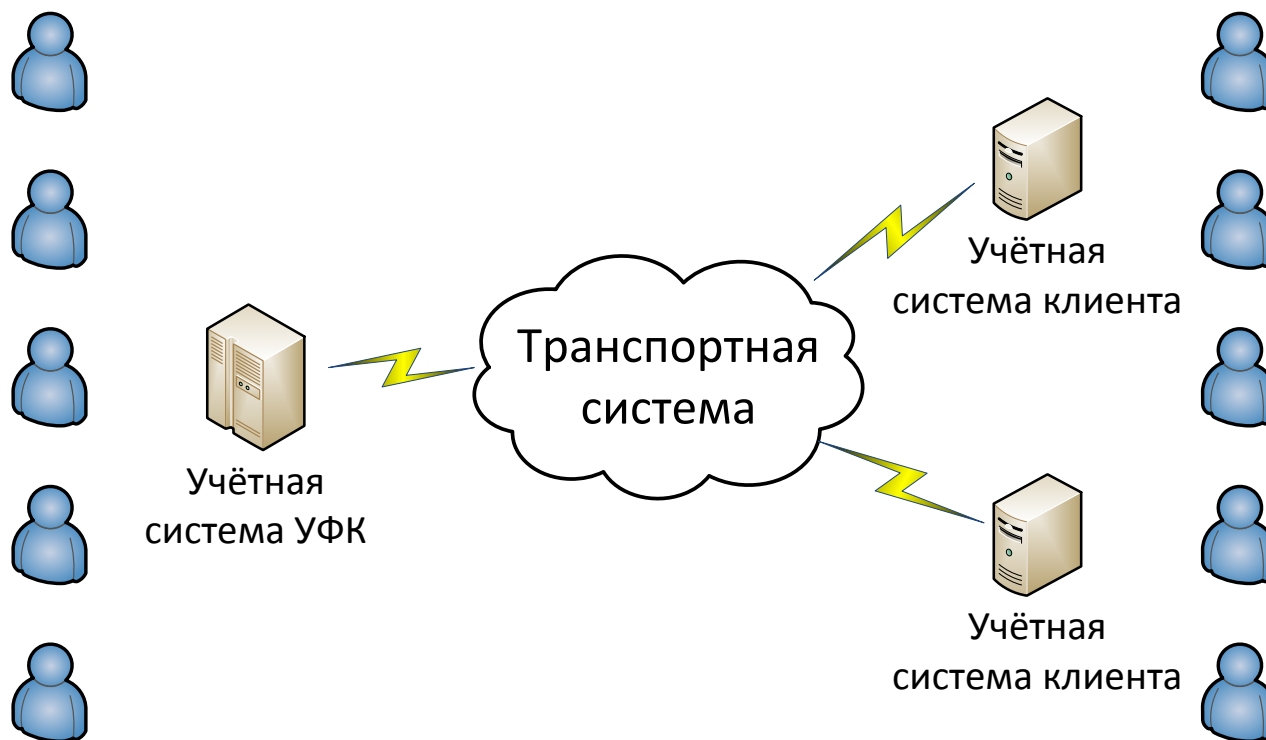 Учётная
система клиента
Транспортная
система
Учётная
система УФК
Учётная
система клиента